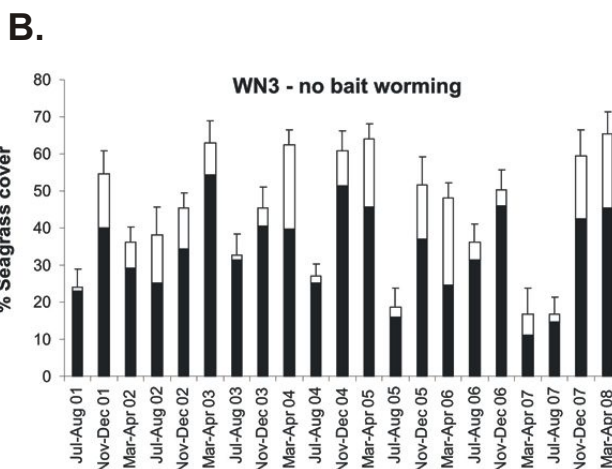 B.
WN3 - no bait worming
% Seagrass cover
80
70
60
50
40
30
20
10
0
Jul-Aug 01
Nov-Dec 01
Mar-Apr 02
Jul-Aug 02
Nov-Dec 02
Mar-Apr 03
Jul-Aug 03
Nov-Dec 03
Mar-Apr 04
Jul-Aug 04
Nov-Dec 04
Mar-Apr 05
Jul-Aug 05
Nov-Dec 05
Mar-Apr 06
Jul-Aug 06
Nov-Dec 06
Mar-Apr 07
Jul-Aug 07
Nov-Dec 07
Mar-Apr 08